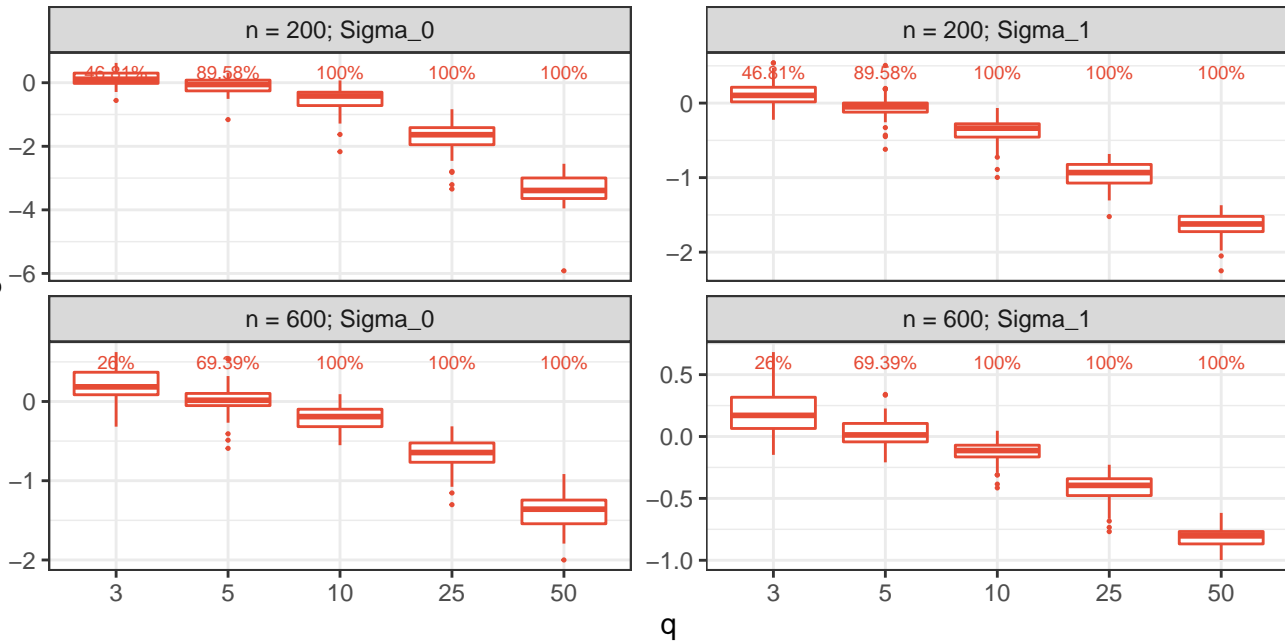 n = 200; Sigma_0
n = 200; Sigma_1
46.81% 89.58% 100% 100% 100%
46.81% 89.58% 100% 100% 100%
0
−2
−4
−6
0
−1
−2
n = 600; Sigma_0
n = 600; Sigma_1
26% 69.39% 100% 100% 100%
26% 69.39% 100% 100% 100%
0
−1
−2
0.5
0.0
−0.5
−1.0
3 5 10 25 50
3 5 10 25 50
q